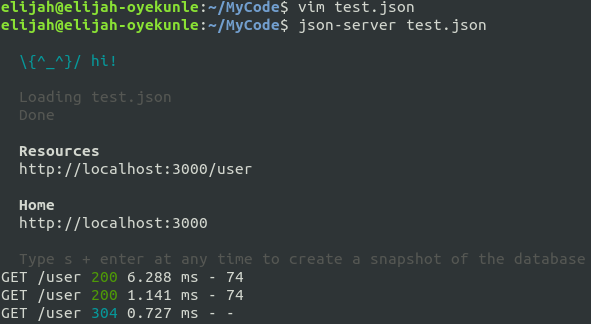 elijah@elijah-oyekunle:~/MyCode$ vim test.json
elijah@elijah-oyekunle:~/MyCode$ json-server test.json
\{^_^}/ hi!
Loading test.json
Done
Resources
http://localhost:3000/user
Home
http://localhost:3000
Type s + enter at any time to create a snapshot of the database
GET /user 200 6.288 ms - 74
GET /user 200 1.141 ms - 74
GET /user 304 0.727 ms - -